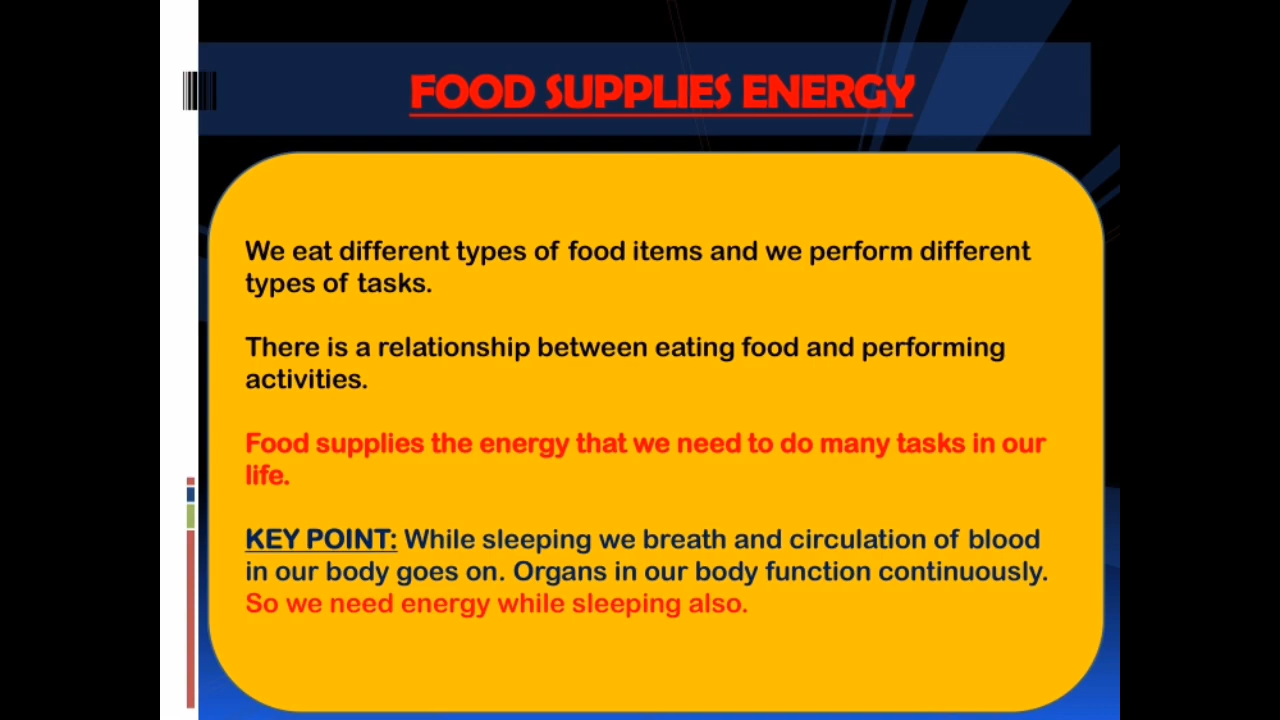 FOOD SUPPLIES ENERGY
We eat different types of food items and we perform different
types of tasks.
There is a relationship between eating food and performing
activities.
Food supplies the energy that we need to do many tasks in our
life.
KEY POINT: While sleeping we breath and circulation of blood
in our body goes on. Organs in our body function continuously.
So we need energy while sleeping also.